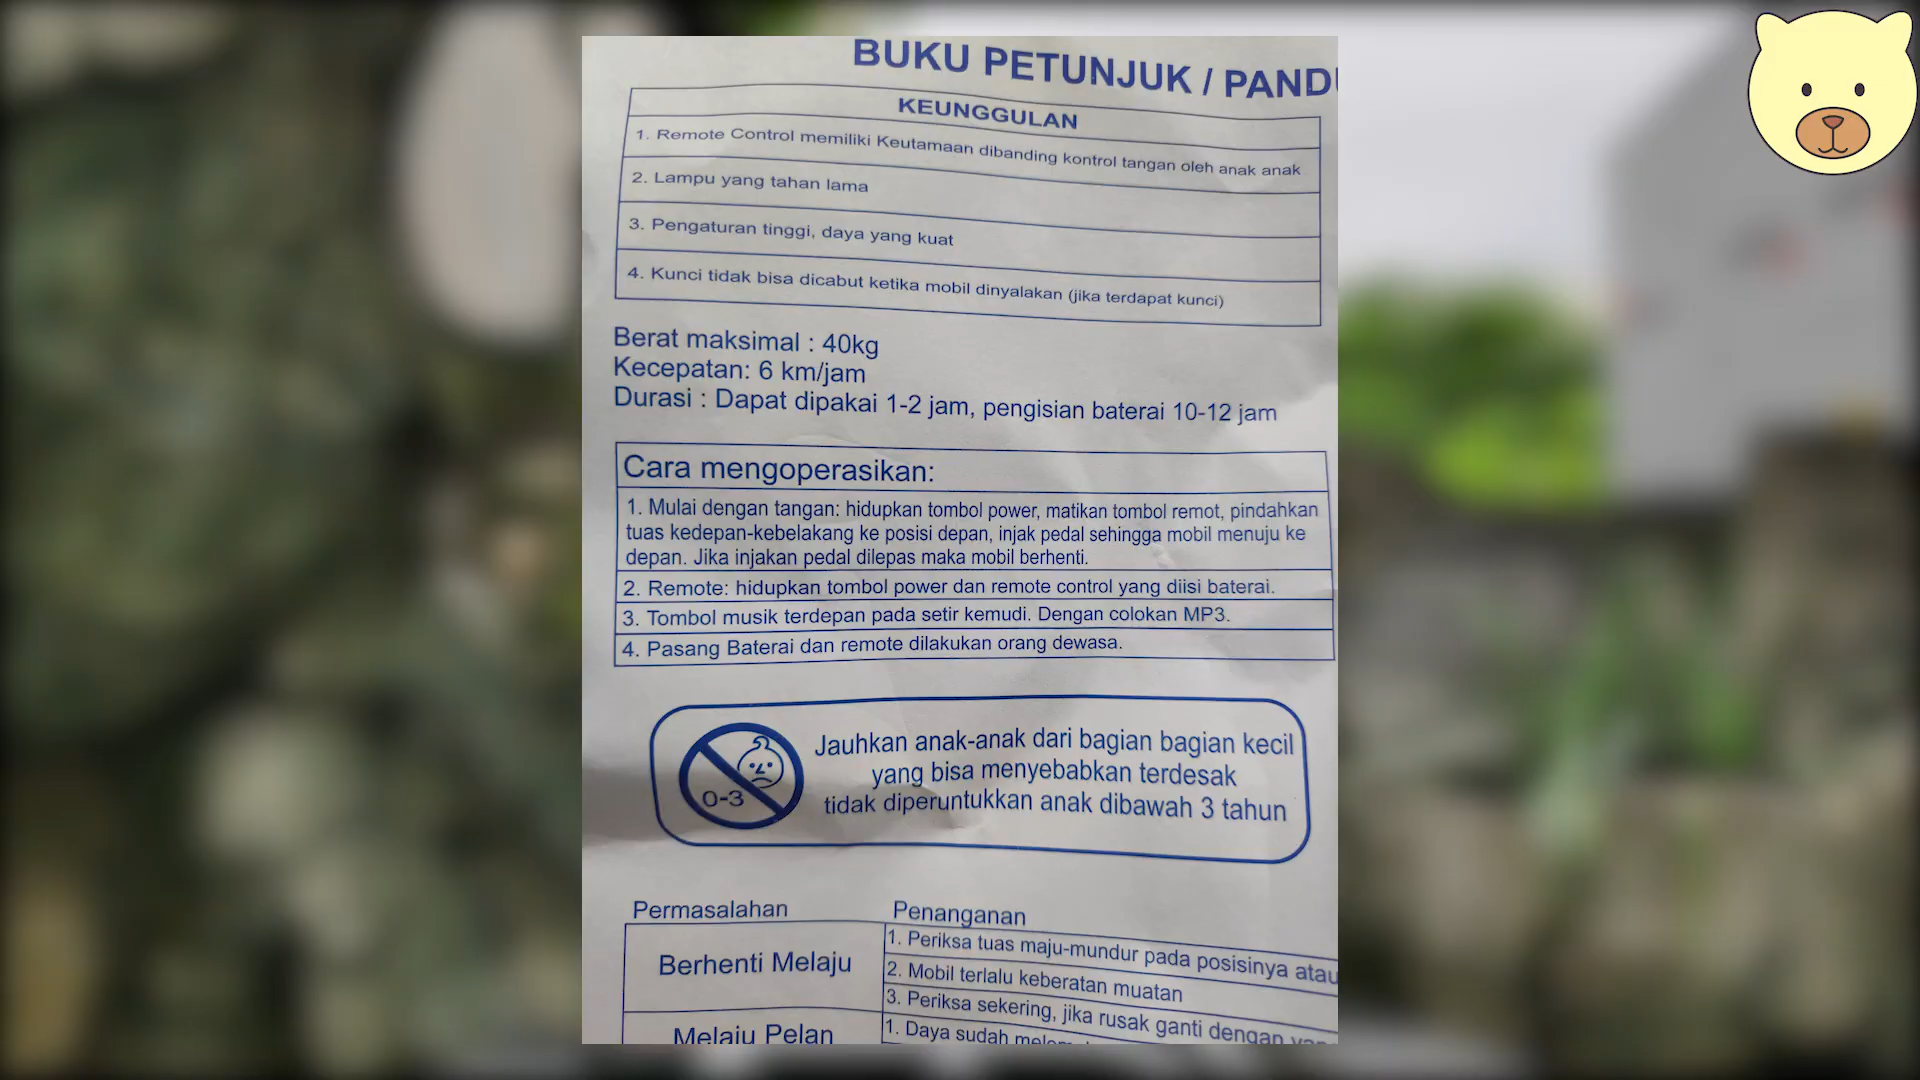 BUKU PETUNJUK /
KEUNGGULAN
1. Remote Control memiliki Keutamaan dibanding kontrol tangan oleh anak anak
2. Lampu yang tahan lama
3. Pengaturan tinggi, daya yang kuat
4. Kunci tidak bisa dicabut ketika mobil dinyalakan (jika terdapat kunci)
Berat maksimal : 40kg
Kecepatan: 6 km/jam
Durasi : Dapat dipakai 1-2 jam, pengisian baterai 10-12 jam
Cara mengoperasikan:
1. Mulai dengan tangan: hidupkan tombol power, matikan tombol remot, pindahkan
tuas kedepan-kebelakang ke posisi depan, injak pedal sehingga mobil menuju ke
depan. Jika injakan pedal dilepas maka mobil berhenti.
2. Remote: hidupkan tombol power dan remote control yang diisi baterai.
3. Tombol musik terdepan pada setir kemudi. Dengan colokan MP3.
4. Pasang Baterai dan remote dilakukan orang dewasa.
0-3
Jauhkan anak-anak dari bagian bagian kecil
yang bisa menyebabkan terdesak
tidak diperuntukkan anak dibawah 3 tahun
Permasalahan
Penanganan
Berhenti Melaju
1. Periksa tuas maju-mundur pada posisinya atau
2. Mobil terlalu keberatan muatan
3. Periksa sekering, jika rusak ganti dengan
Melaju Pelan
1. Daya sudah